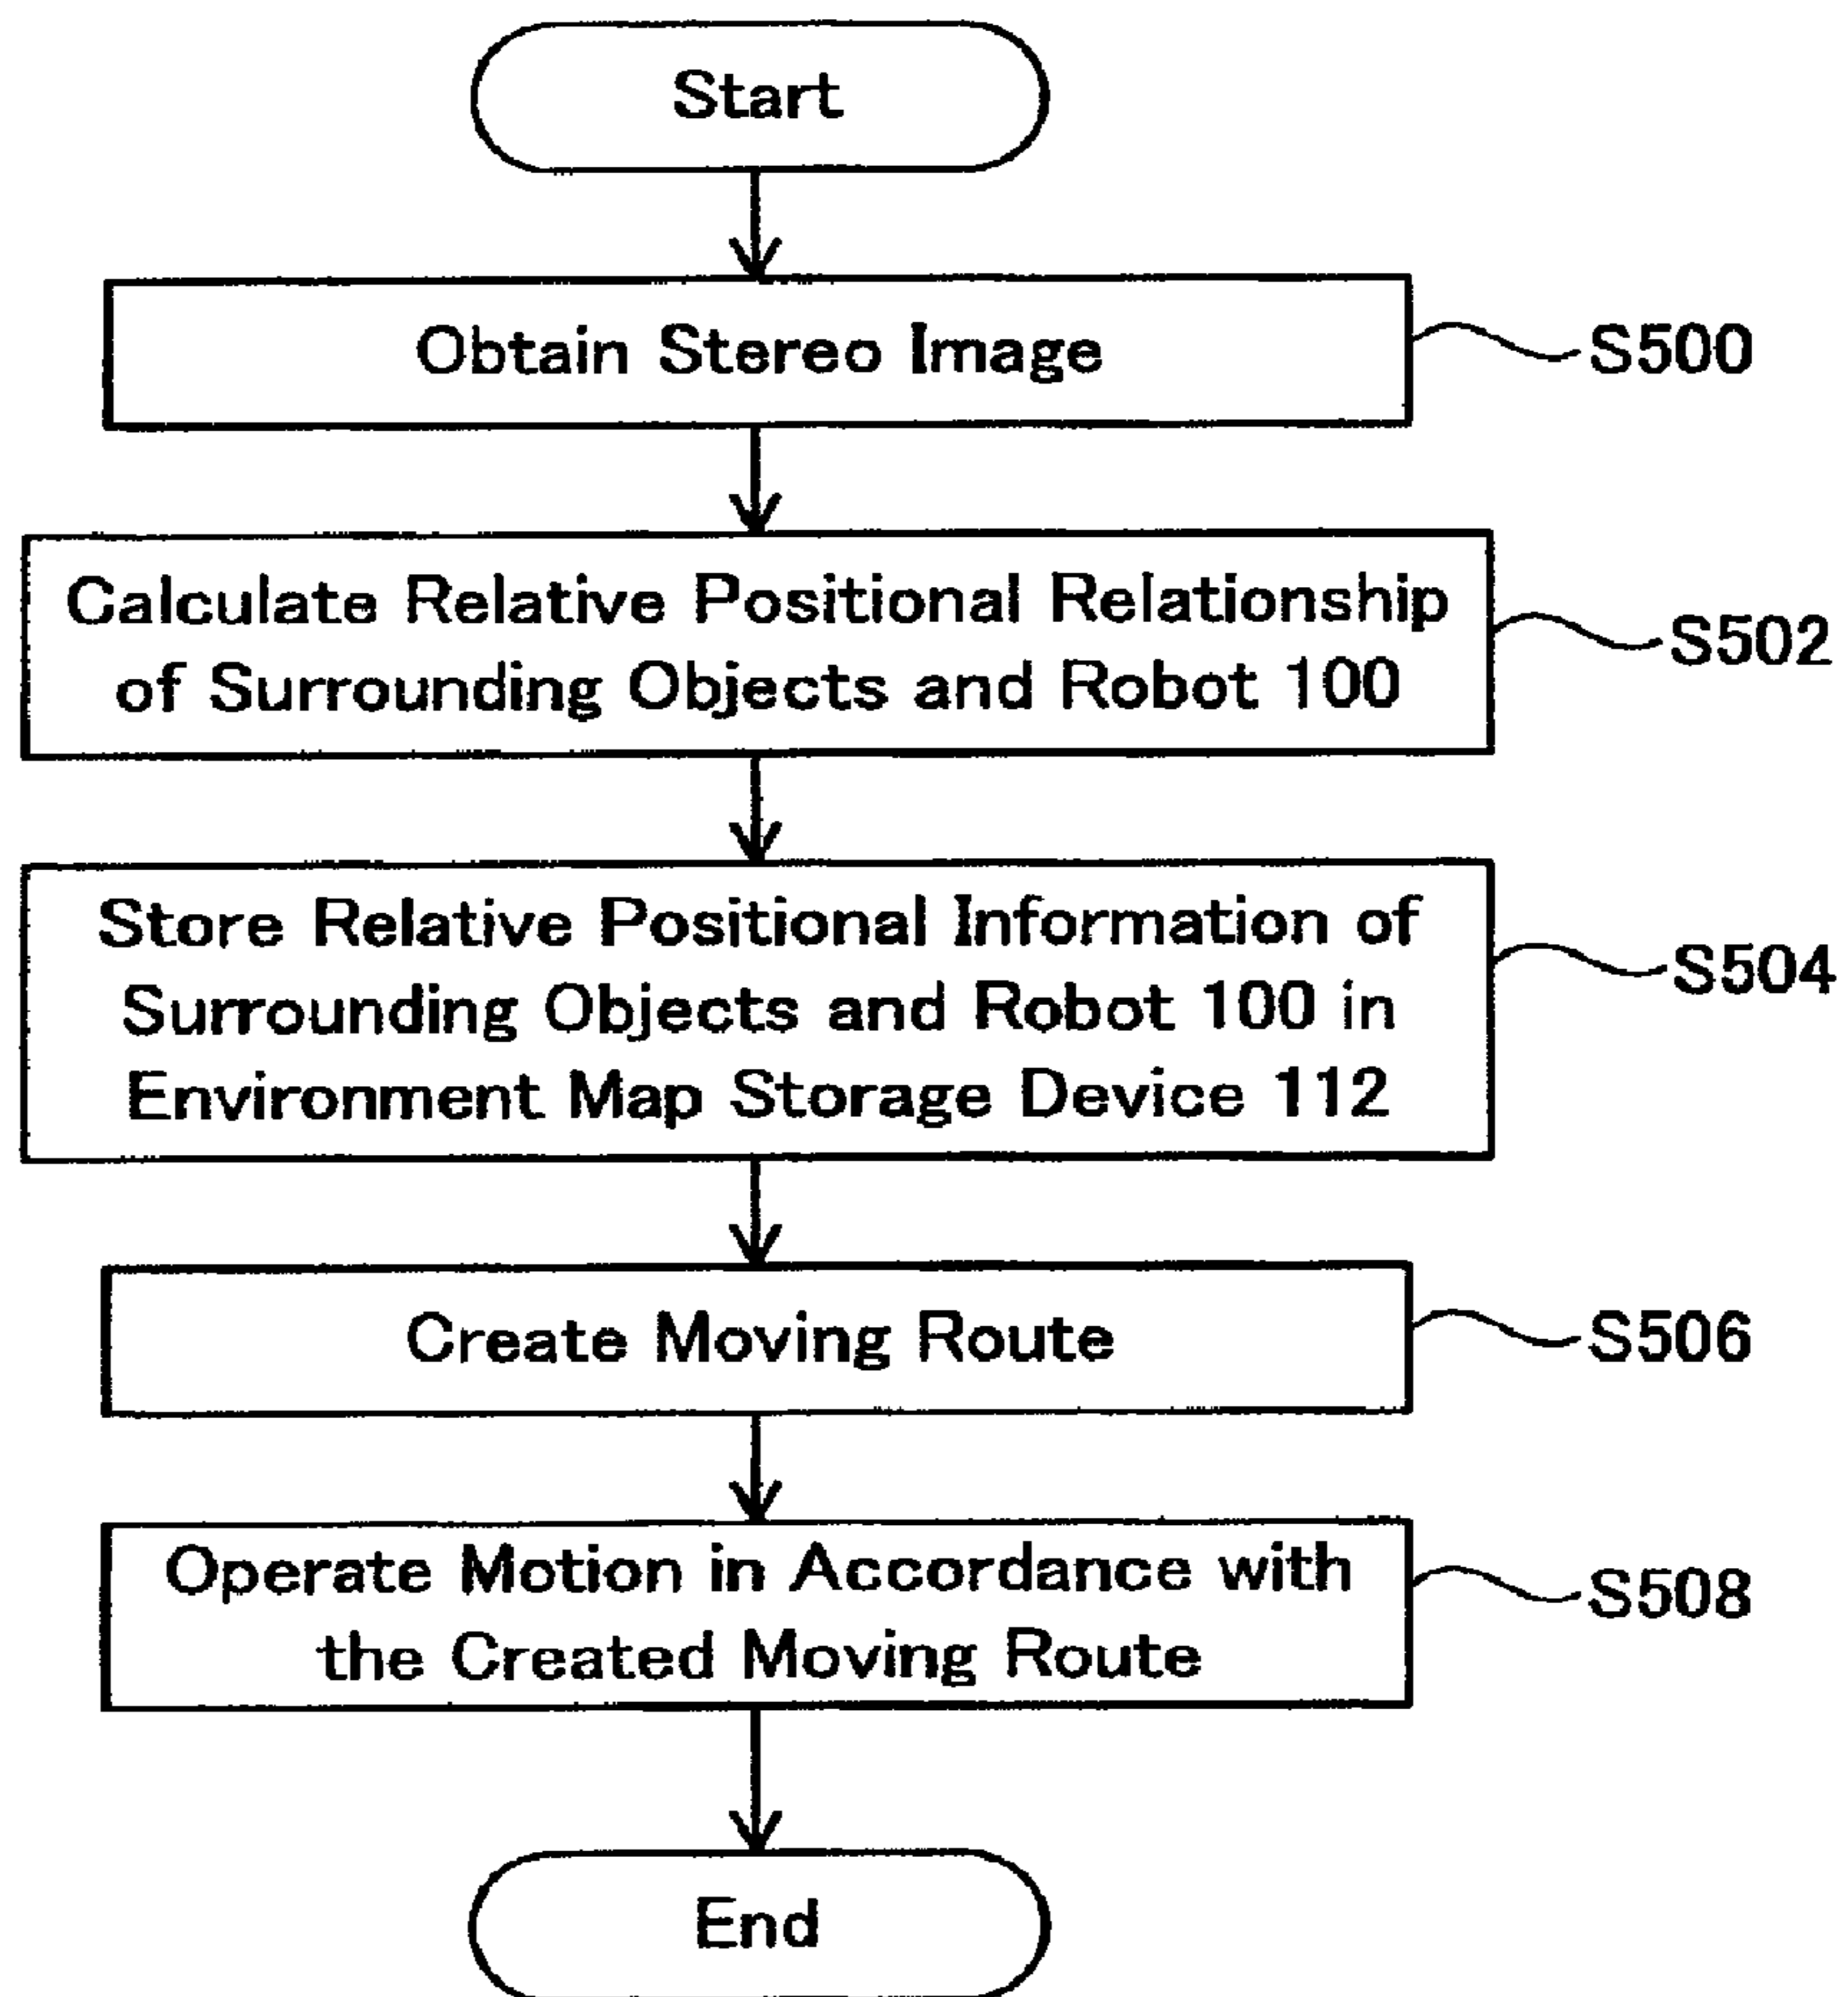 Start
Obtain Stereo Image
S500
Calculate Relative Positional Relationship
of Surrounding Objects and Robot 100
S502
Store Relative Positional Information of
Surrounding Objects and Robot 100 in
Environment Map Storage Device 112
S504
Create Moving Route
S506
Operate Motion in Accordance with
the Created Moving Route
S508
End